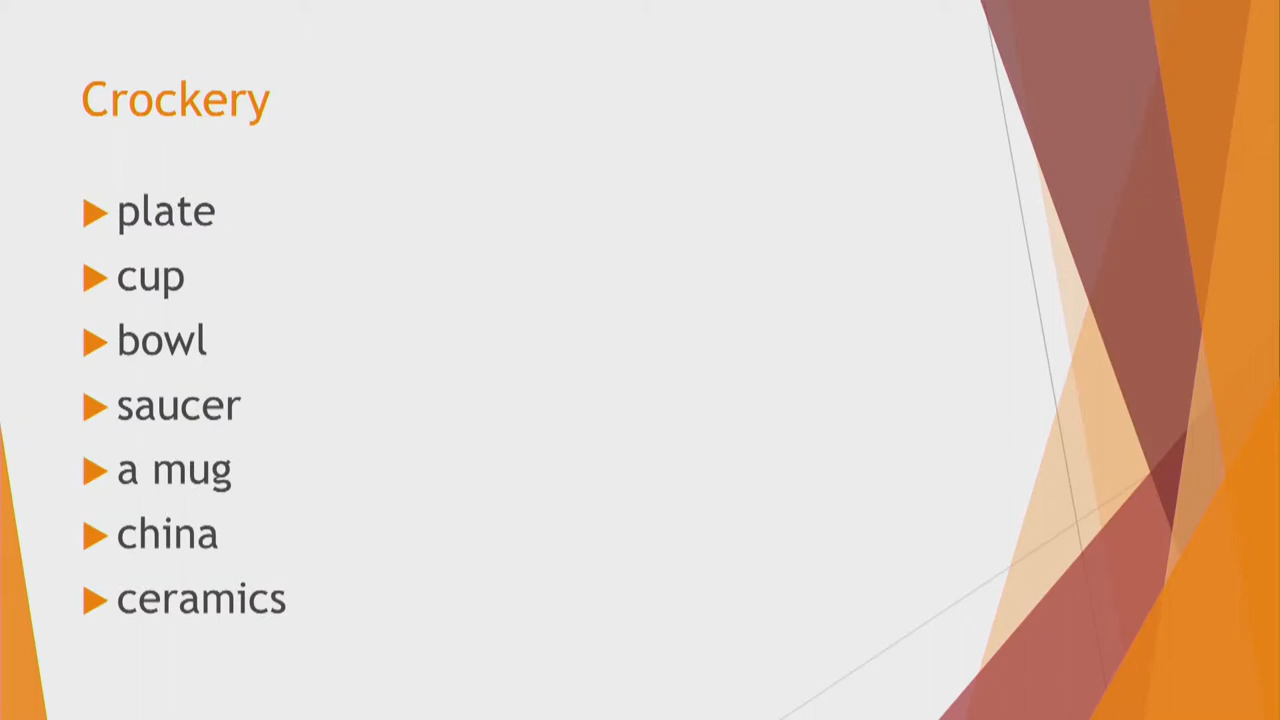 Crockery
plate
cup
bowl
saucer
a mug
china
ceramics